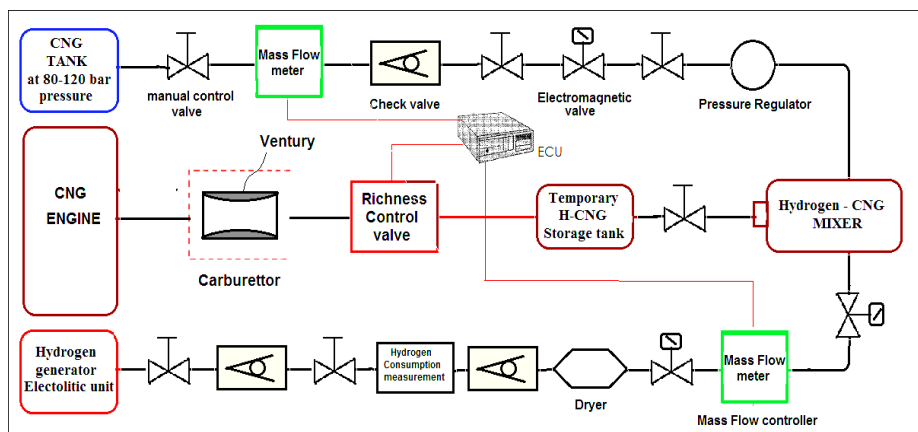 CNG
TANK
at 80-120 bar
pressure
manual control
valve
Mass Flow
meter
Check valve
Electromagnetic
valve
Pressure Regulator
Ventury
ECU
CNG
ENGINE
Carburettor
Richness
Control
valve
Temporary
H-CNG
Storage tank
Hydrogen - CNG
MIXER
Hydrogen
generator
Electolitic unit
Hydrogen
Consumption
measurement
Dryer
Mass Flow
meter
Mass Flow controller